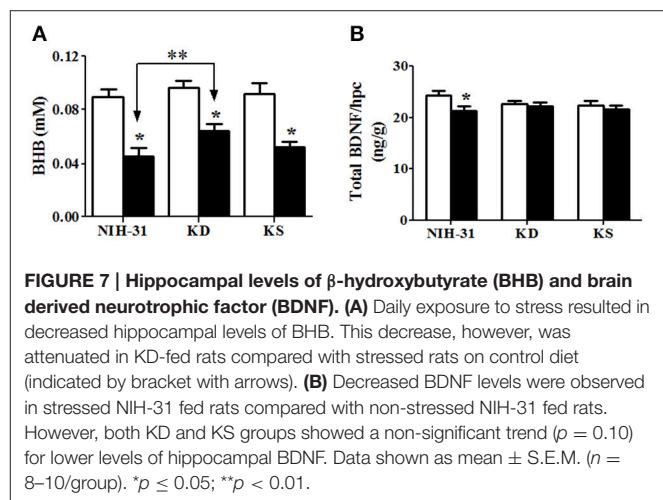 A
0.12
**
0.08
*
*
*
0.04
0.00
BHB (mM)
NIH-31 KD KS
B
30
*
20
10
0
Total BDNF/hpc
(ng/g)
NIH-31 KD KS
FIGURE 7 | Hippocampal levels of β-hydroxybutyrate (BHB) and brain
derived neurotrophic factor (BDNF). (A) Daily exposure to stress resulted in
decreased hippocampal levels of BHB. This decrease, however, was
attenuated in KD-fed rats compared with stressed rats on control diet
(indicated by bracket with arrows). (B) Decreased BDNF levels were observed
in stressed NIH-31 fed rats compared with non-stressed NIH-31 fed rats.
However, both KD and KS groups showed a non-significant trend (p = 0.10)
for lower levels of hippocampal BDNF. Data shown as mean ± S.E.M. (n =
8–10/group). *p ≤ 0.05; **p < 0.01.